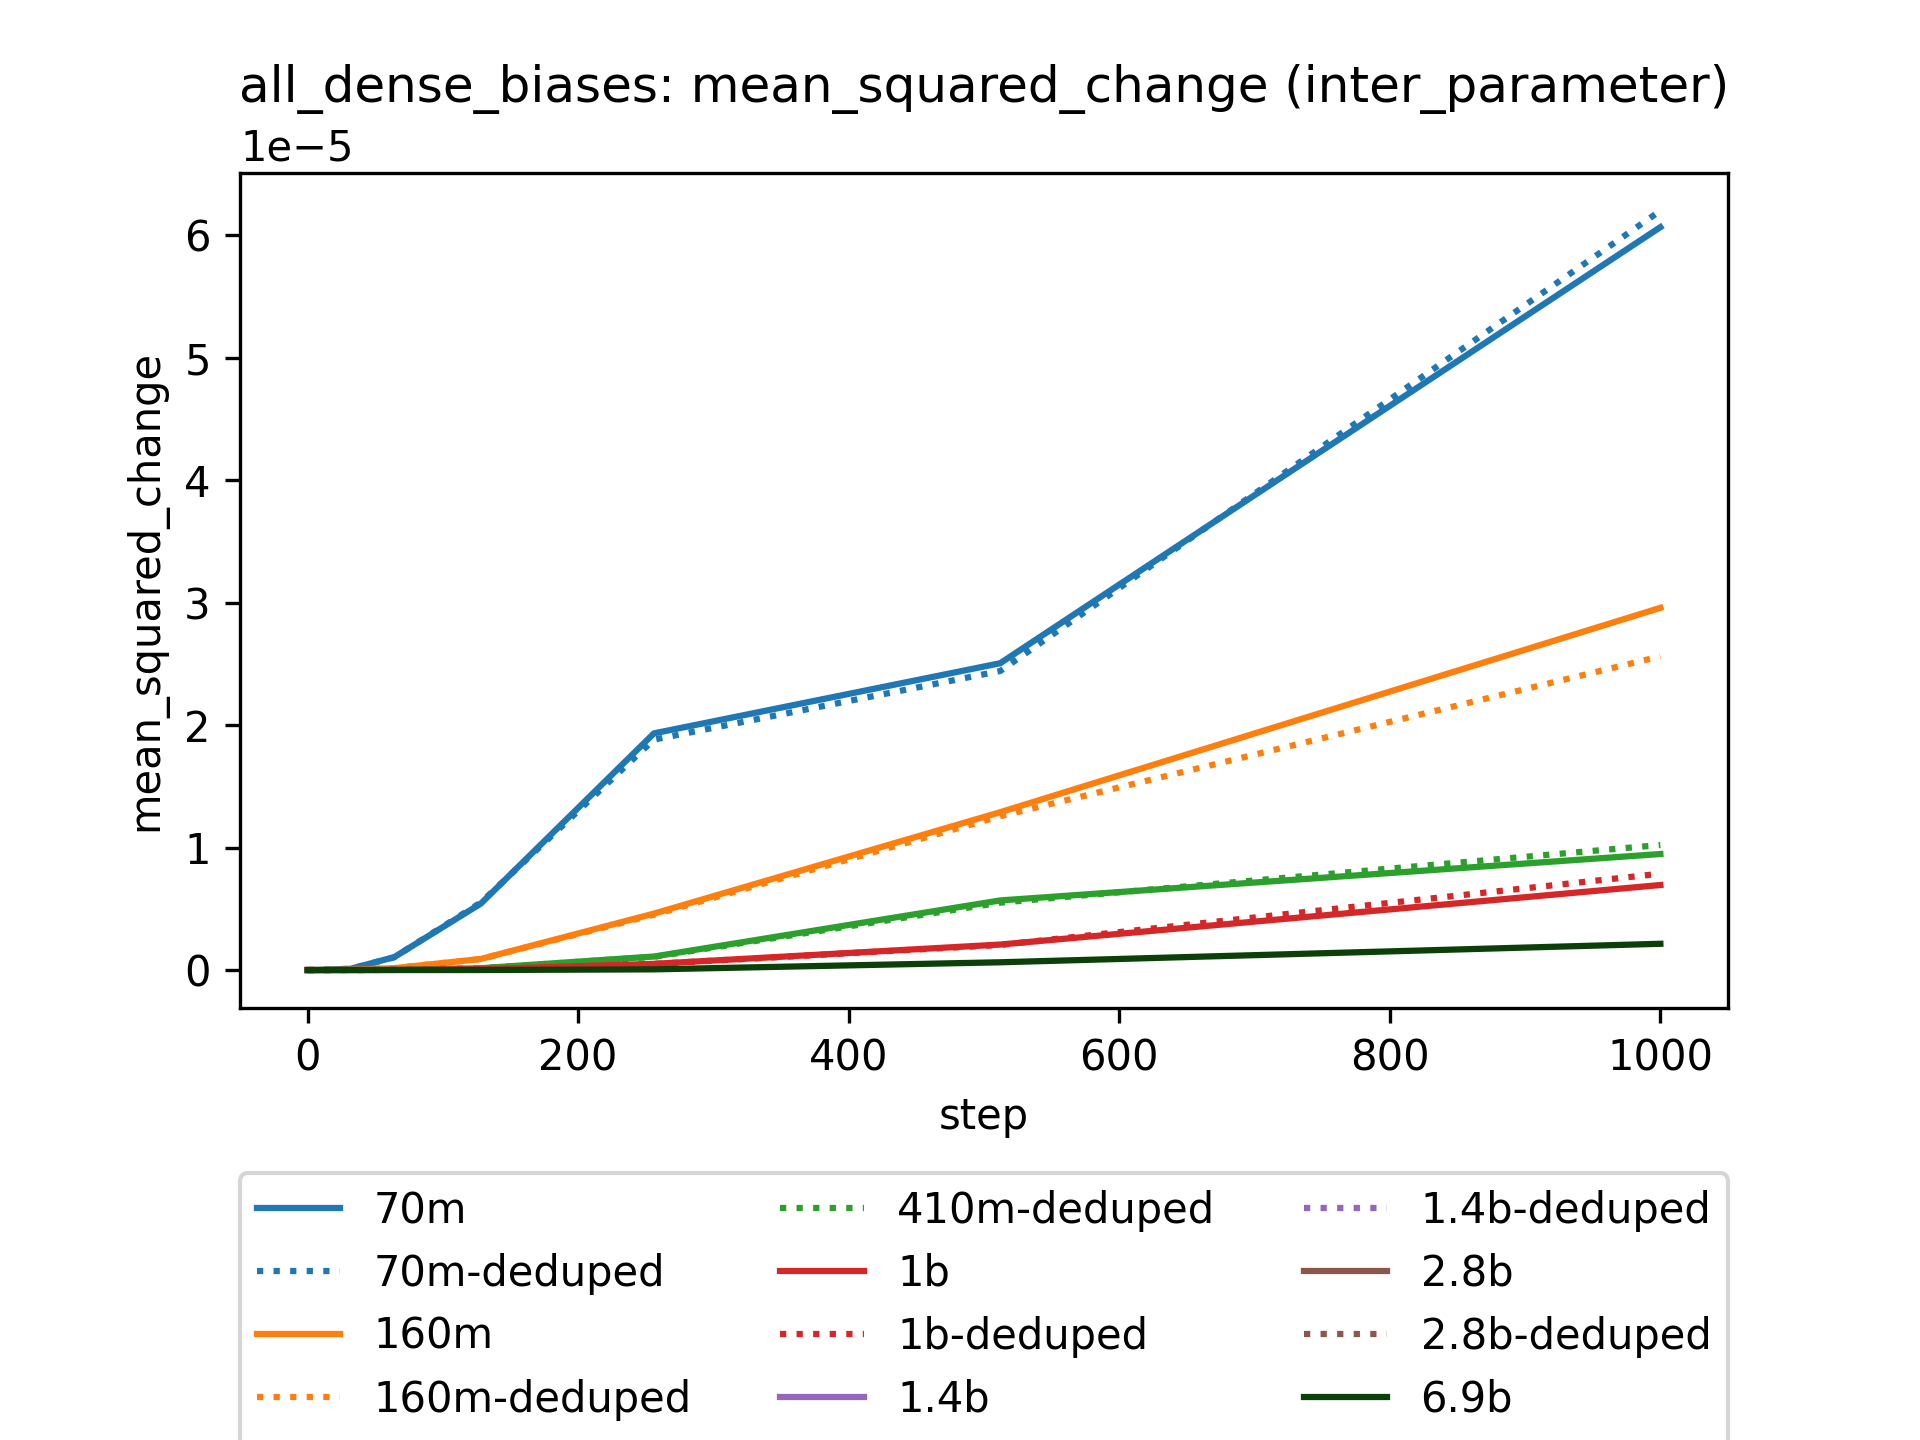 all_dense_biases: mean_squared_change (inter_parameter)
1e−5
mean_squared_change
6
5
4
3
2
1
0
0 200 400 600 800 1000
step
70m
70m-deduped
160m
160m-deduped
410m-deduped
1b
1b-deduped
1.4b
1.4b-deduped
2.8b
2.8b-deduped
6.9b